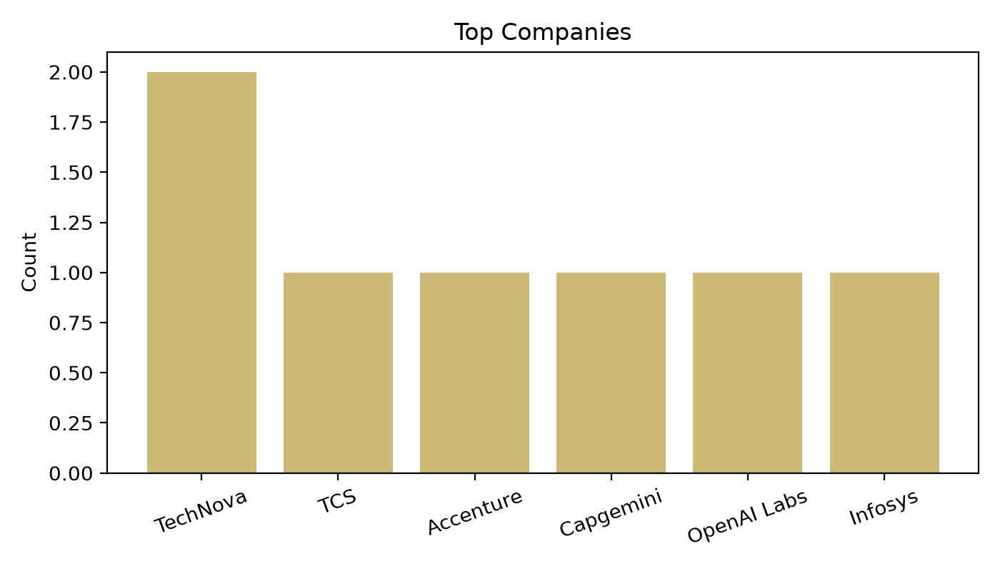 Top Companies
Count
2.00
1.75
1.50
1.25
1.00
0.75
0.50
0.25
0.00
TechNova
TCS
Accenture
Capgemini
OpenAI Labs
Infosys